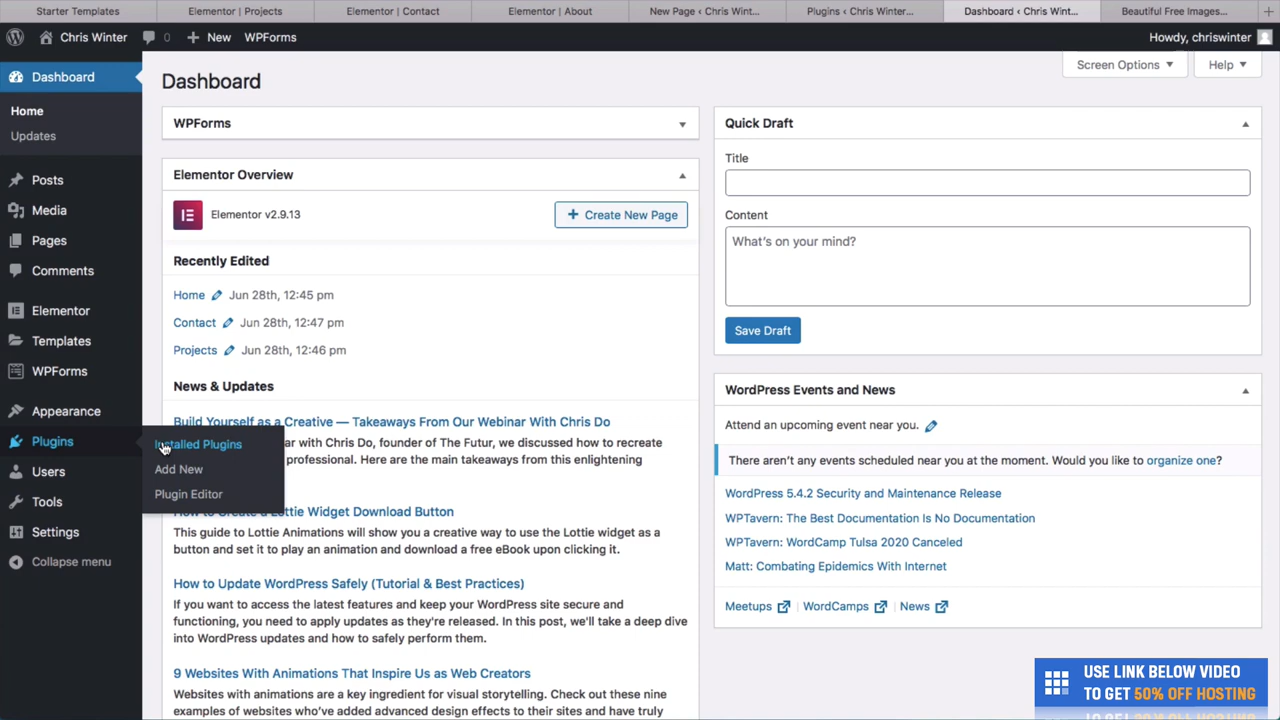 Starter Templates
Elementor | Projects
Elementor | Contact
Elementor | About
New Page ‹ Chris Wint...
Plugins ‹ Chris Winter...
Dashboard ‹ Chris Wint...
Beautiful Free Images...
Chris Winter
0
New
WPForms
Howdy, chriswinter
Dashboard
Home
Updates
Posts
Media
Pages
Comments
Elementor
Templates
WPForms
Appearance
Plugins
Users
Tools
Settings
Collapse menu
Installed Plugins
Add New
Plugin Editor
Screen Options
Help
Dashboard
WPForms
Elementor Overview
Elementor v2.9.13
Create New Page
Recently Edited
Home Jun 28th, 12:45 pm
Contact Jun 28th, 12:47 pm
Projects Jun 28th, 12:46 pm
News & Updates
Build Yourself as a Creative — Takeaways From Our Webinar With Chris Do
ar with Chris Do, founder of The Futur, we discussed how to recreate
professional. Here are the main takeaways from this enlightening
How to Create a Lottie Widget Download Button
This guide to Lottie Animations will show you a creative way to use the Lottie widget as a
button and set it to play an animation and download a free eBook upon clicking it.
How to Update WordPress Safely (Tutorial & Best Practices)
If you want to access the latest features and keep your WordPress site secure and
functioning, you need to apply updates as they're released. In this post, we'll take a deep dive
into WordPress updates and how to safely perform them.
9 Websites With Animations That Inspire Us as Web Creators
Websites with animations are a key ingredient for visual storytelling. Check out these nine
examples of websites who've added advanced design effects to their sites and have truly
Quick Draft
Title
Content
What's on your mind?
Save Draft
WordPress Events and News
Attend an upcoming event near you.
There aren't any events scheduled near you at the moment. Would you like to organize one?
WordPress 5.4.2 Security and Maintenance Release
WPTavern: The Best Documentation Is No Documentation
WPTavern: WordCamp Tulsa 2020 Canceled
Matt: Combating Epidemics With Internet
Meetups WordCamps News
USE LINK BELOW VIDEO
TO GET 50% OFF HOSTING